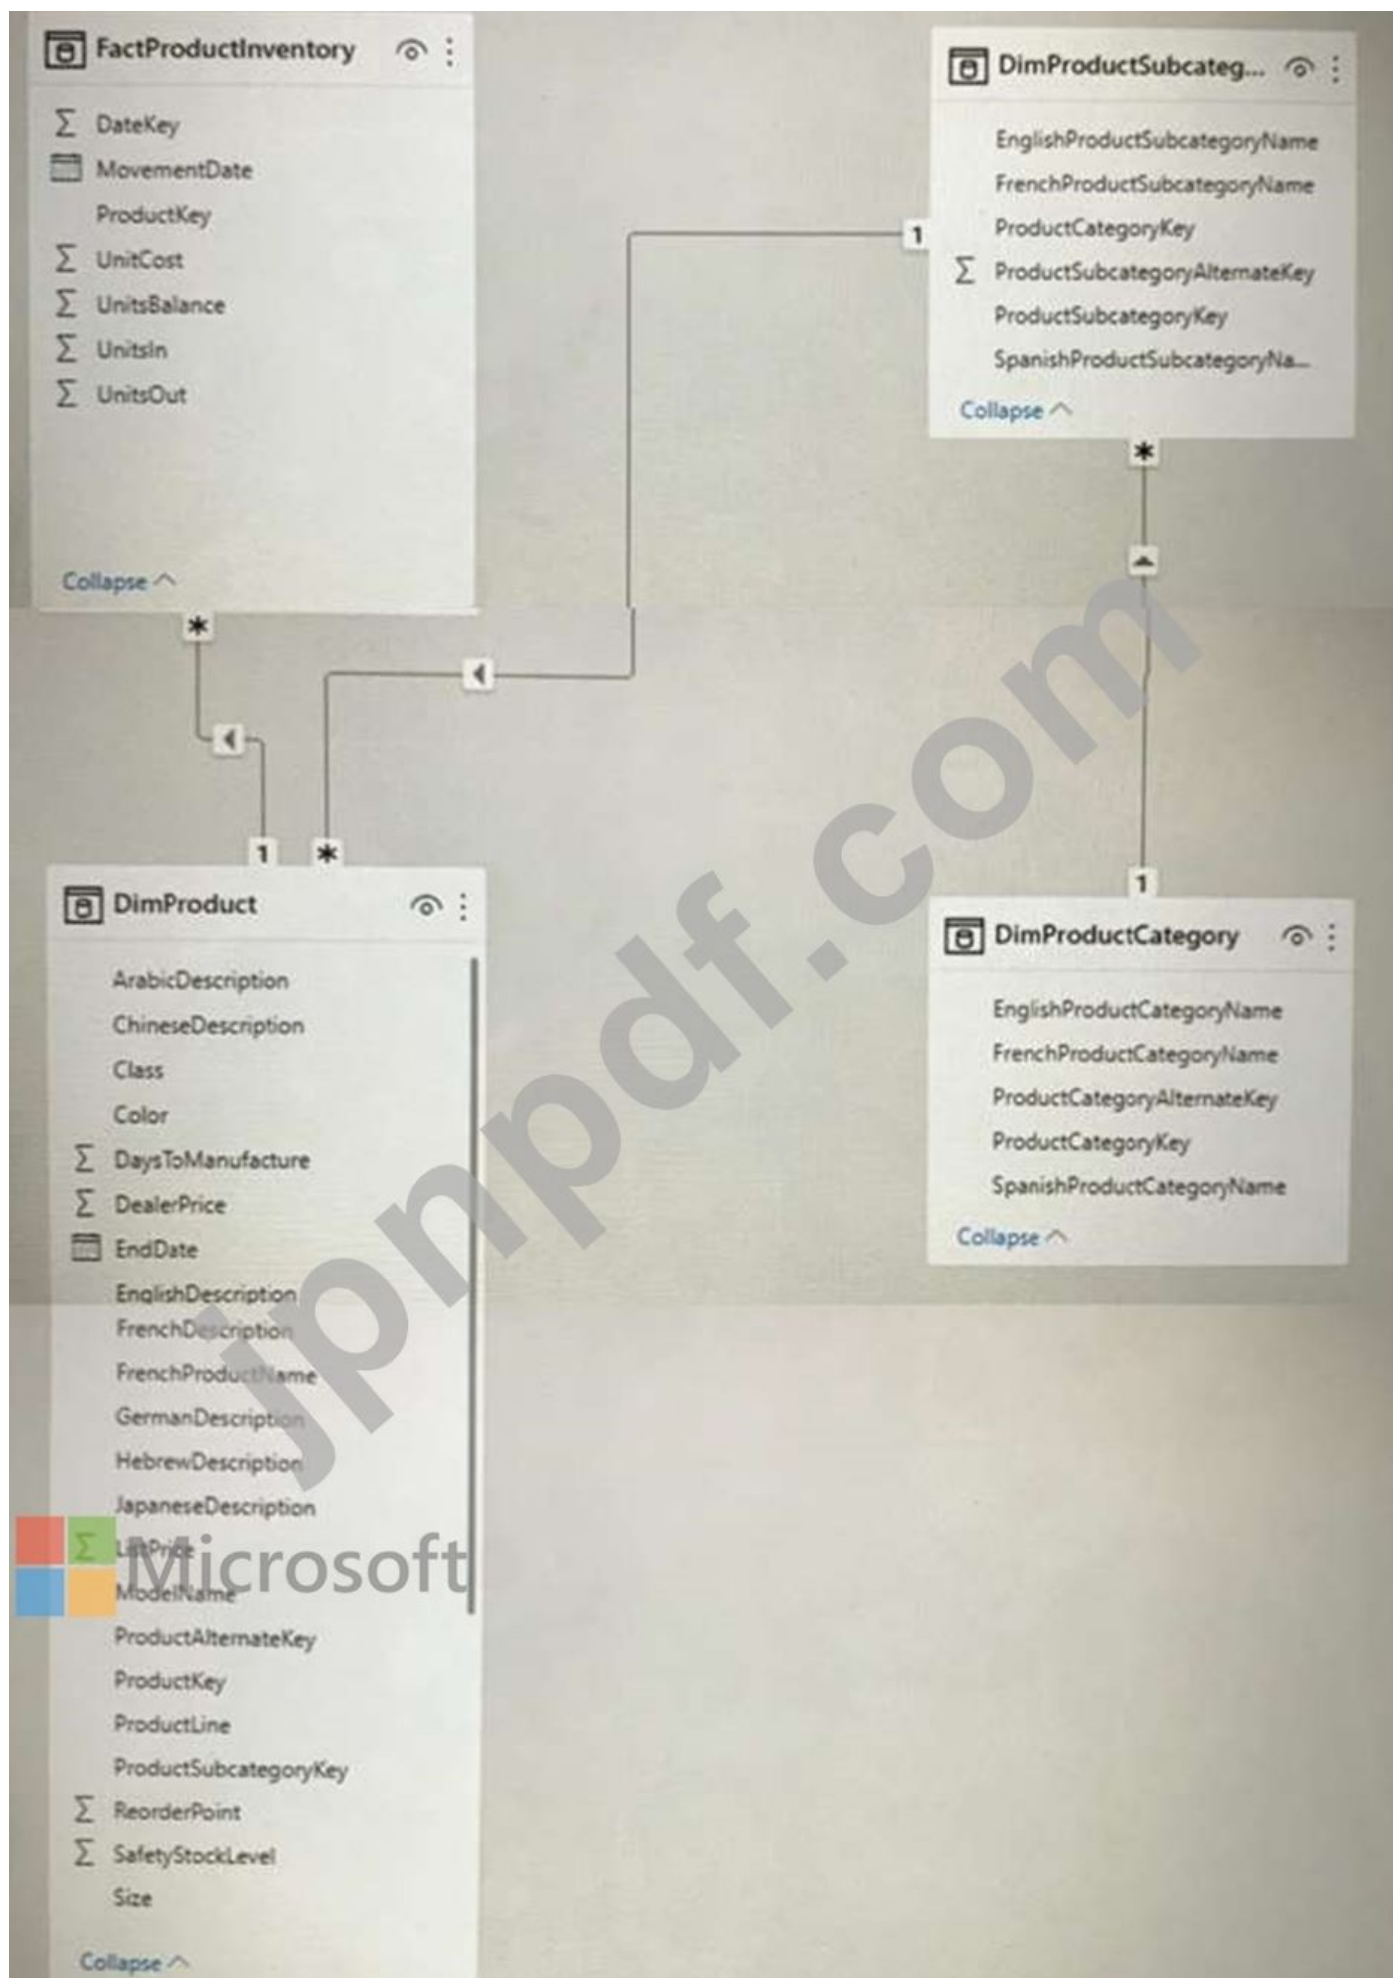 FactProductInventory
DateKey
MovementDate
ProductKey
UnitCost
UnitsBalance
UnitsIn
UnitsOut
Collapse
*
1
DimProductSubcateg...
EnglishProductSubcategoryName
FrenchProductSubcategoryName
ProductCategoryKey
ProductSubcategoryAlternateKey
ProductSubcategoryKey
SpanishProductSubcategoryNa...
Collapse
1
*
*
1
DimProduct
ArabicDescription
ChineseDescription
Class
Color
DaysToManufacture
DealerPrice
EndDate
EnglishDescription
FrenchDescription
FrenchProductName
GermanDescription
HebrewDescription
JapaneseDescription
ListPrice
ModelName
ProductAlternateKey
ProductKey
ProductLine
ProductSubcategoryKey
ReorderPoint
SafetyStockLevel
Size
Collapse
DimProductCategory
EnglishProductCategoryName
FrenchProductCategoryName
ProductCategoryAlternateKey
ProductCategoryKey
SpanishProductCategoryName
Collapse
jpnpdf.com
Microsoft